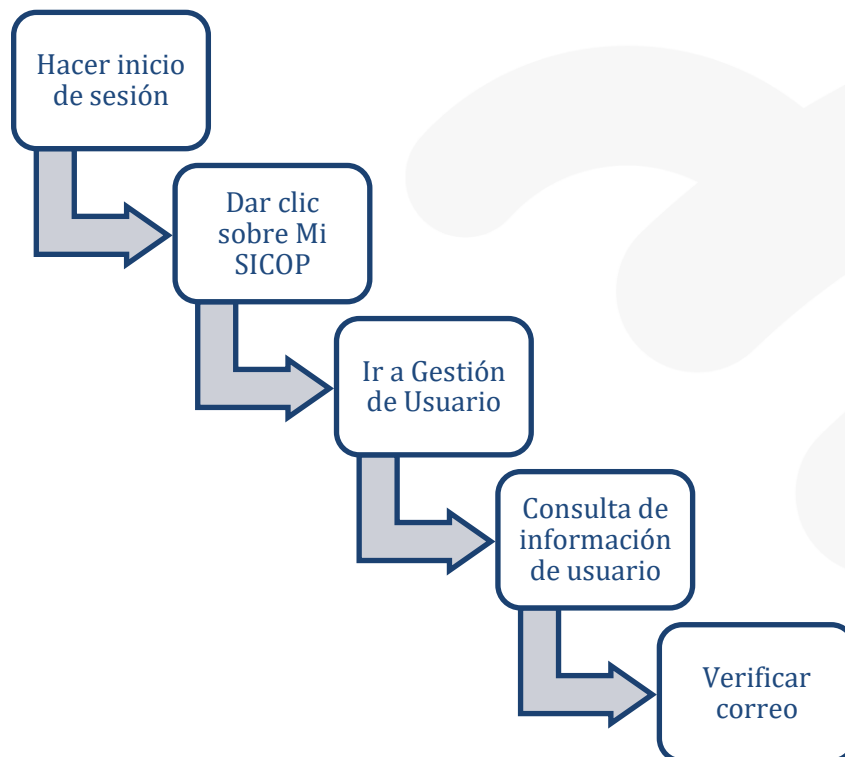 Hacer inicio
de sesión
Dar clic
sobre Mi
SICOP
Ir a Gestión
de Usuario
Consulta de
información
de usuario
Verificar
correo